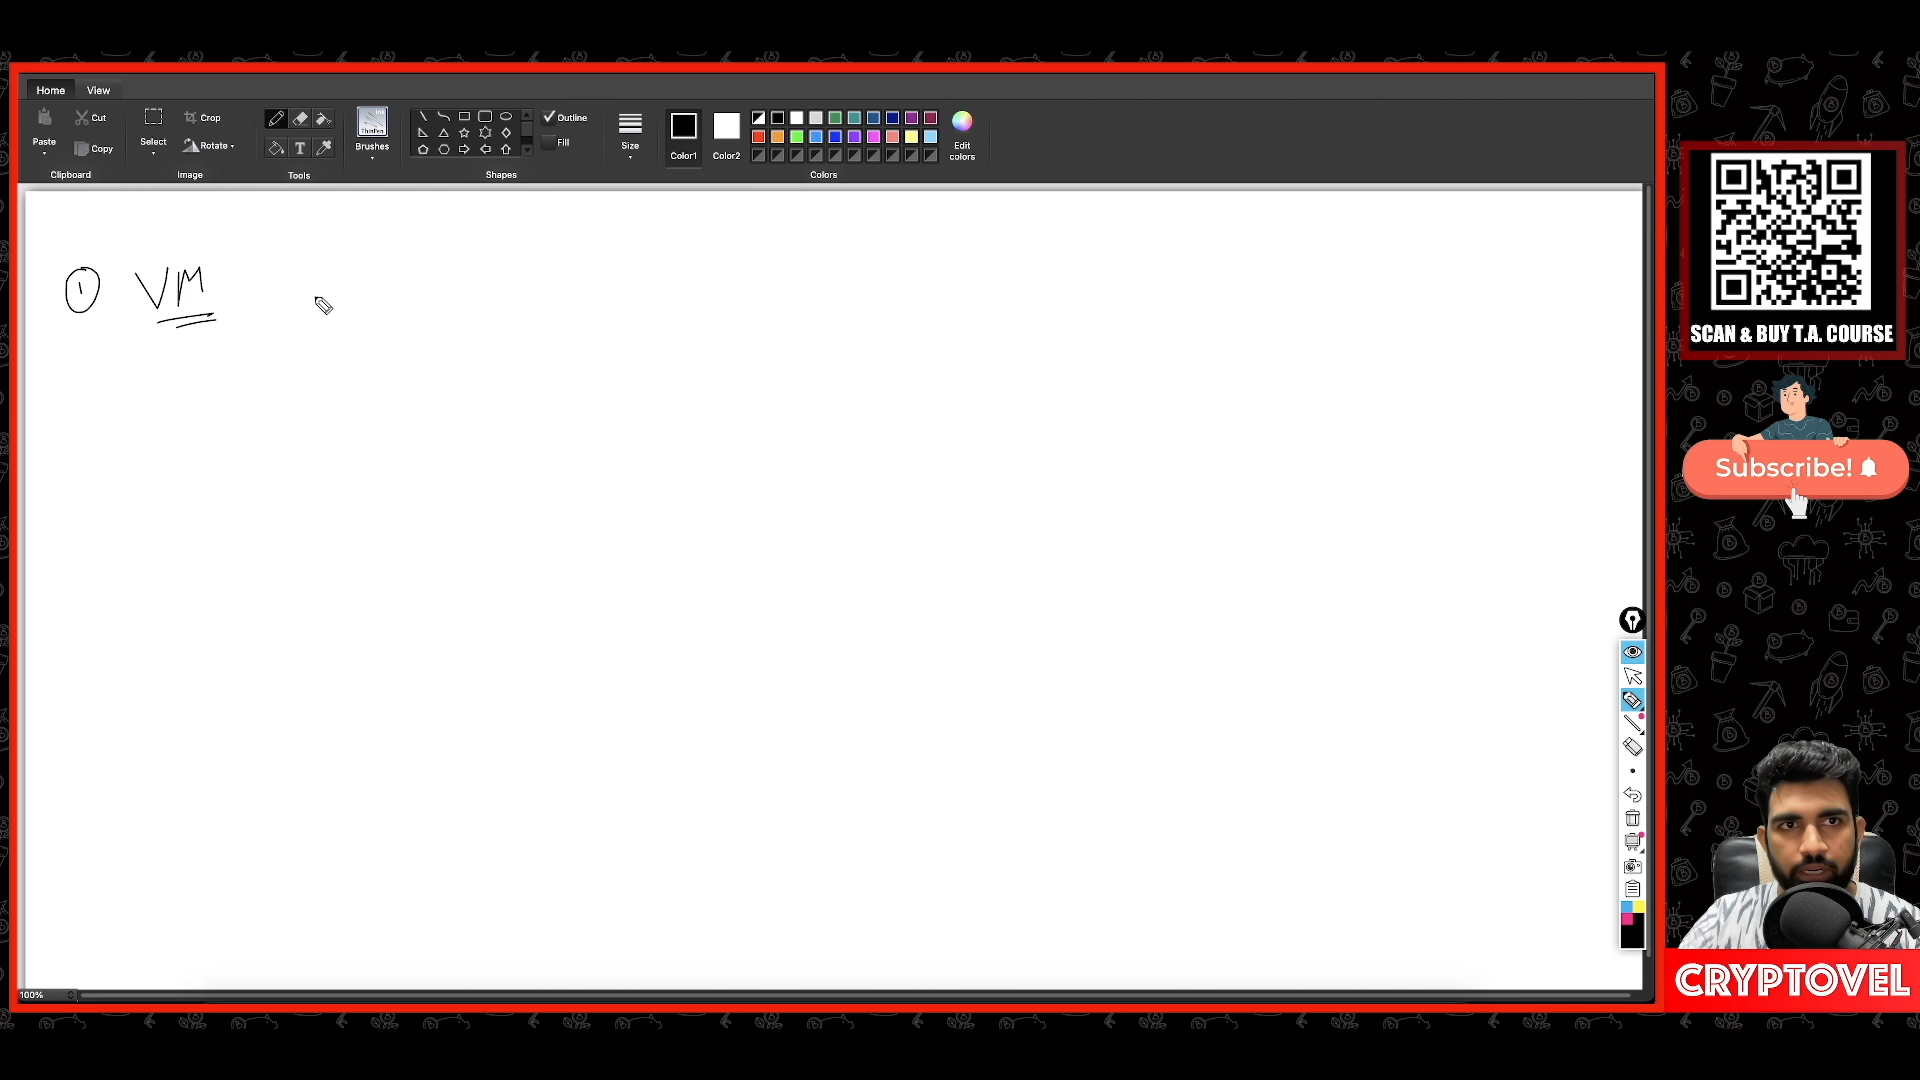 Home View
Paste Cut Copy Clipboard
Select Crop Rotate Image
T
Tools
ThinPen
Brushes
Shapes
Outline
Fill
Size
Color1 Color2
Colors
Edit colors
① VM
100%
SCAN & BUY T.A. COURSE
Subscribe!
CRYPTOVEL